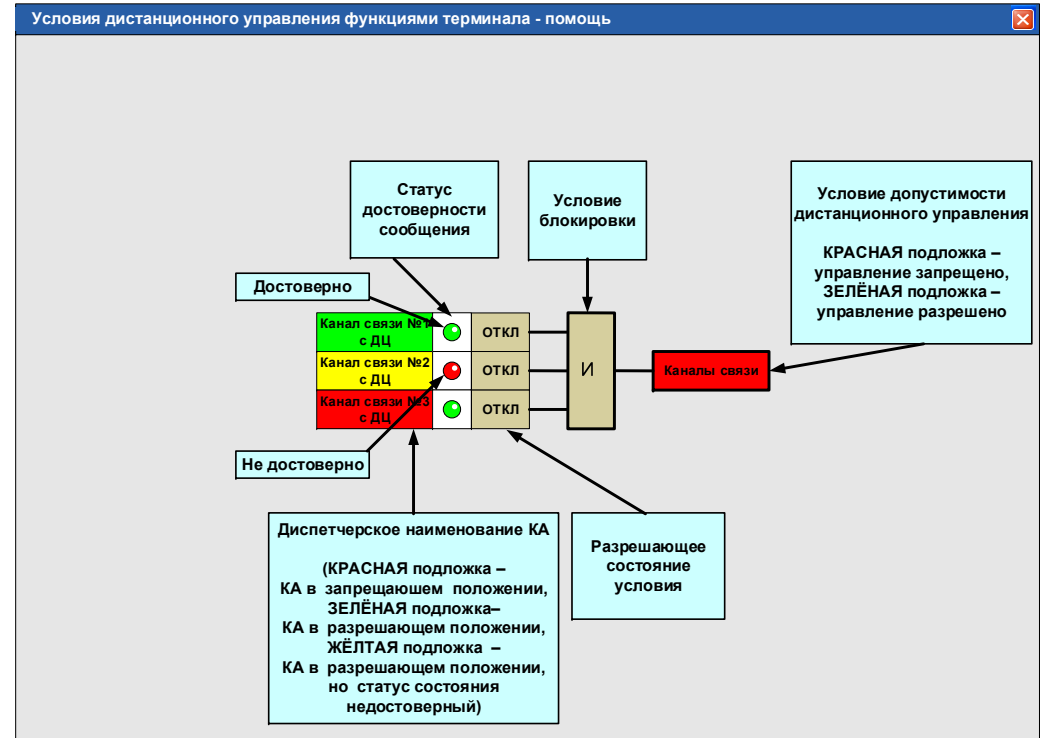 Условия дистанционного управления функциями терминала - помощь
Статус
достоверности
сообщения
Условие
блокировки
Условие допустимости
дистанционного управления
КРАСНАЯ подложка –
управление запрещено,
ЗЕЛЁНАЯ подложка –
управление разрешено
Достоверно
Канал связи №1
с ДЦ
ОТКЛ
Канал связи №2
с ДЦ
ОТКЛ
Канал связи №3
с ДЦ
ОТКЛ
И
Каналы связи
Не достоверно
Диспетчерское наименование КА
(КРАСНАЯ подложка –
КА в запрещаюшем положении,
ЗЕЛЁНАЯ подложка–
КА в разрешающем положении,
ЖЁЛТАЯ подложка –
КА в разрешающем положении,
но статус состояния
недостоверный)
Разрешающее
состояние
условия